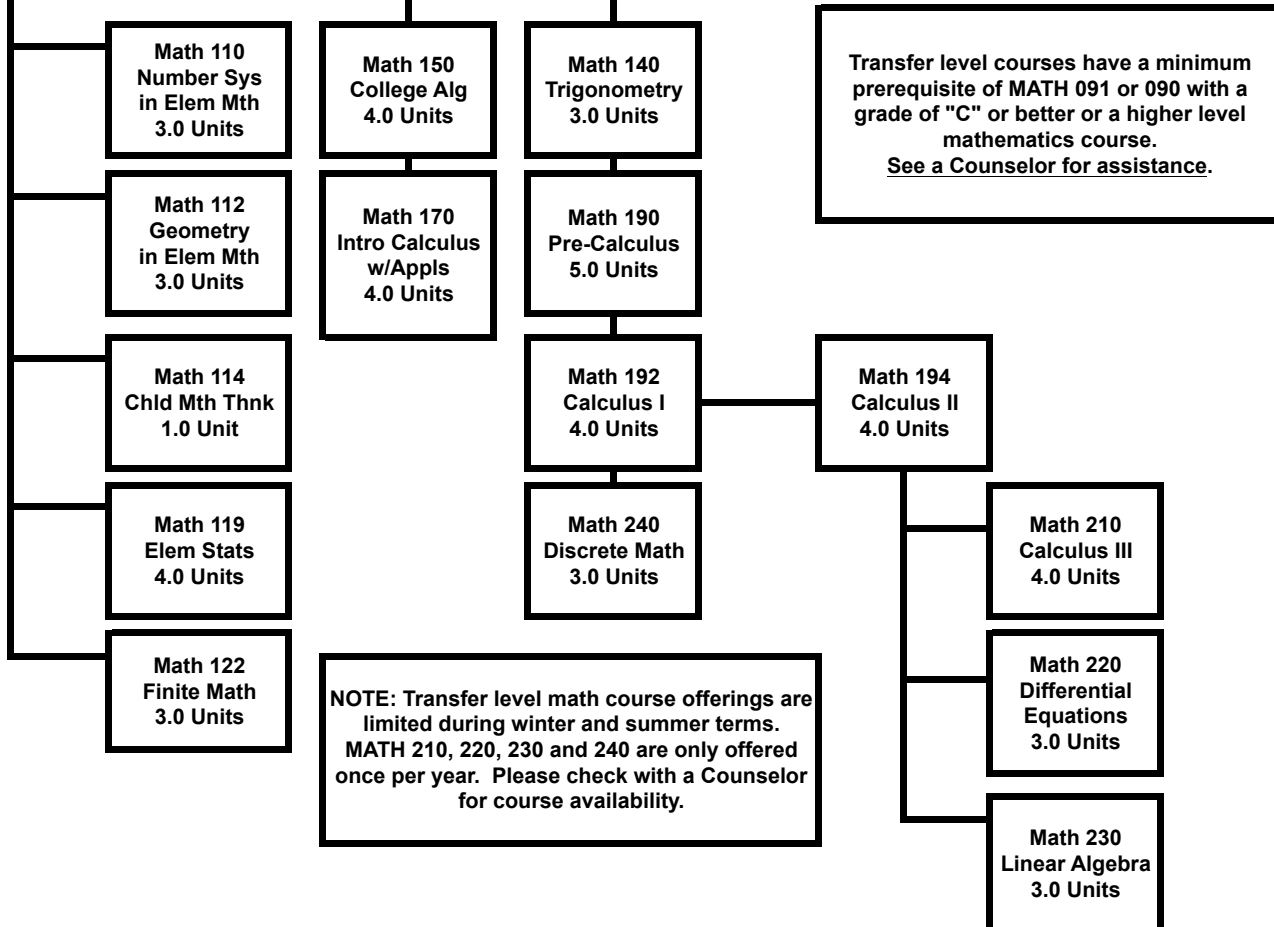 Math 110
Number Sys
in Elem Mth
3.0 Units
Math 150
College Alg
4.0 Units
Math 140
Trigonometry
3.0 Units
Transfer level courses have a minimum
prerequisite of MATH 091 or 090 with a
grade of "C" or better or a higher level
mathematics course.
See a Counselor for assistance.
Math 112
Geometry
in Elem Mth
3.0 Units
Math 170
Intro Calculus
w/Appls
4.0 Units
Math 190
Pre-Calculus
5.0 Units
Math 114
Chld Mth Thnk
1.0 Unit
Math 192
Calculus I
4.0 Units
Math 194
Calculus II
4.0 Units
Math 119
Elem Stats
4.0 Units
Math 240
Discrete Math
3.0 Units
Math 210
Calculus III
4.0 Units
Math 122
Finite Math
3.0 Units
NOTE: Transfer level math course offerings are
limited during winter and summer terms.
MATH 210, 220, 230 and 240 are only offered
once per year.  Please check with a Counselor
for course availability.
Math 220
Differential
Equations
3.0 Units
Math 230
Linear Algebra
3.0 Units